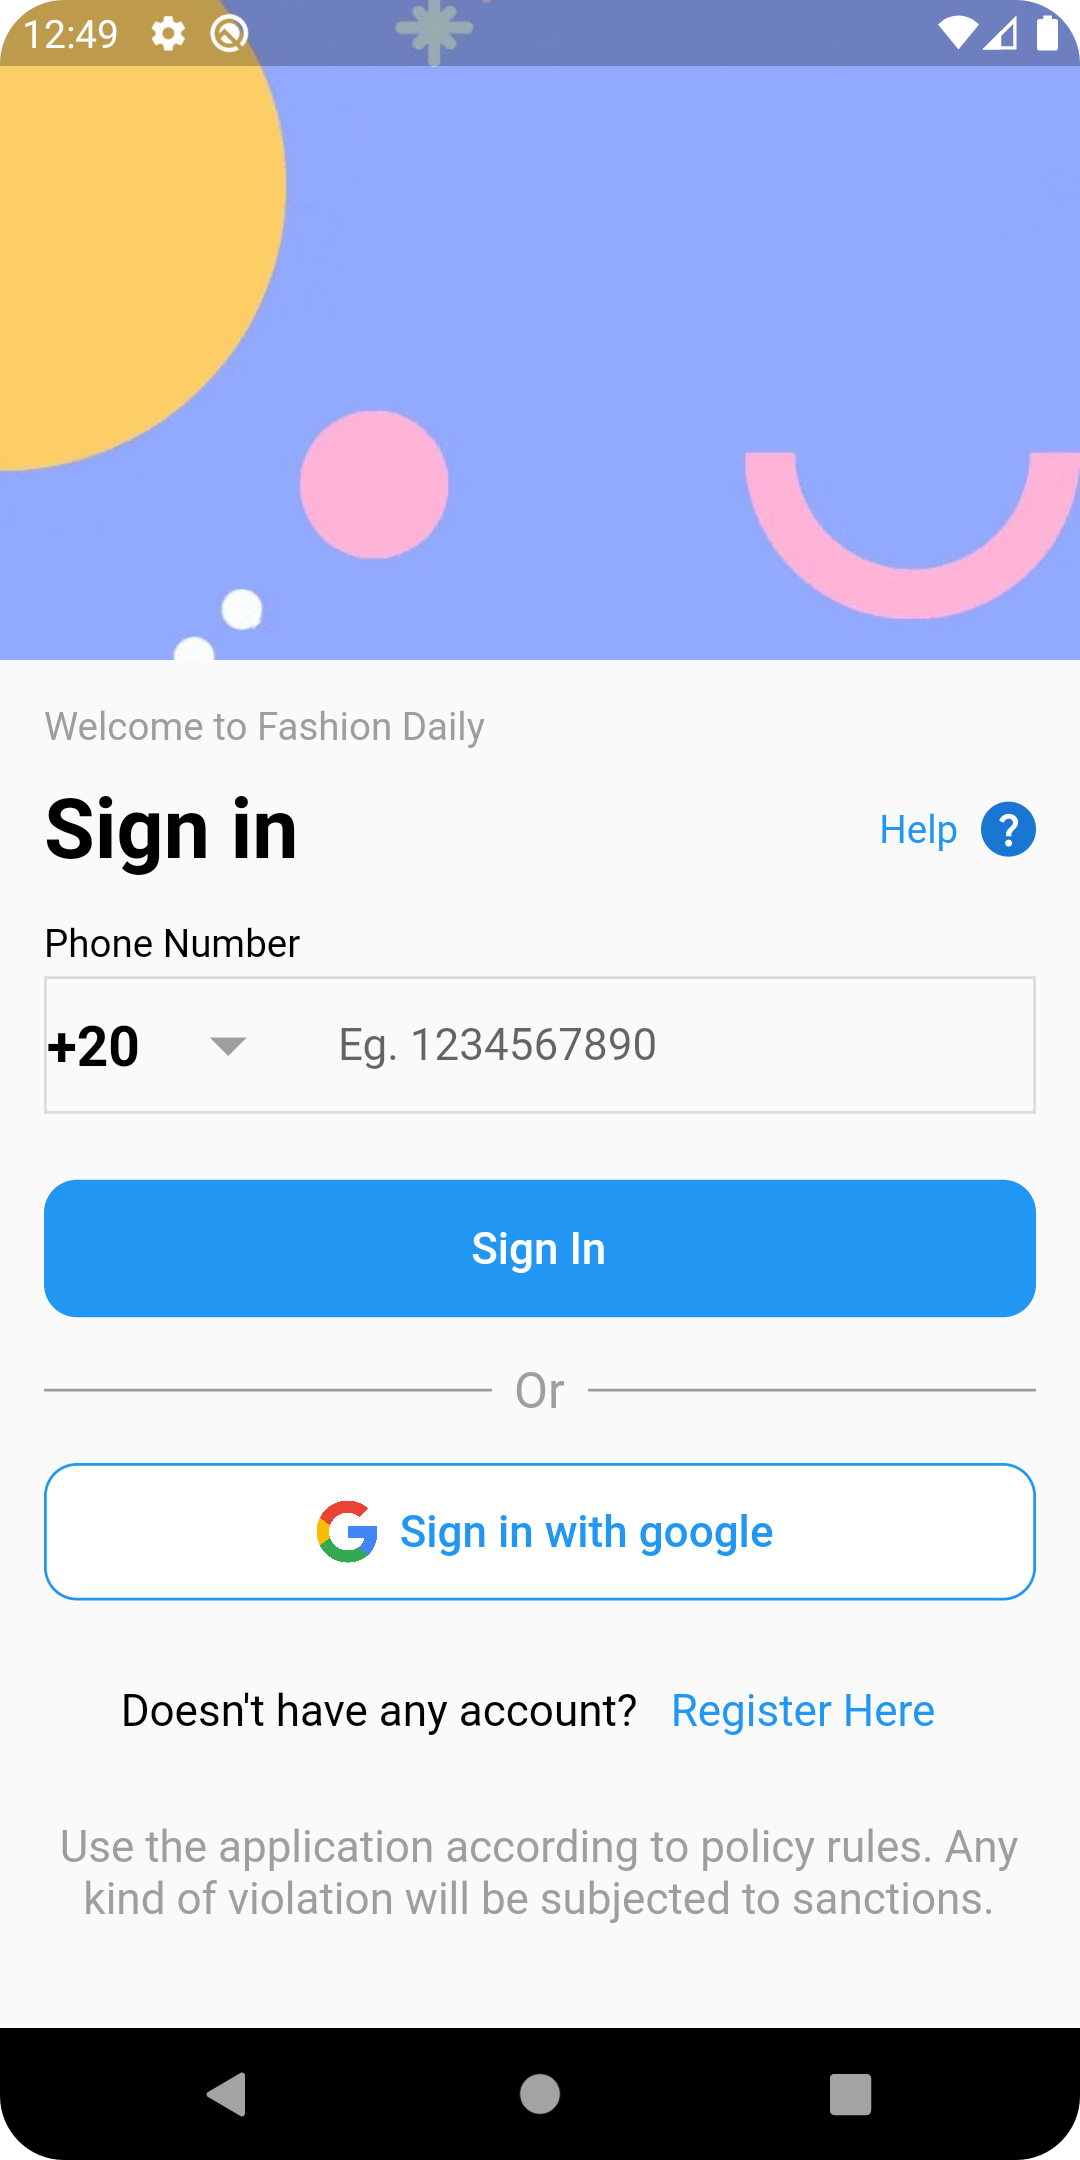 12:49
Welcome to Fashion Daily
Sign in
Help ?
Phone Number
+20 Eg. 1234567890
Sign In
Or
Sign in with google
Doesn't have any account? Register Here
Use the application according to policy rules. Any
kind of violation will be subjected to sanctions.